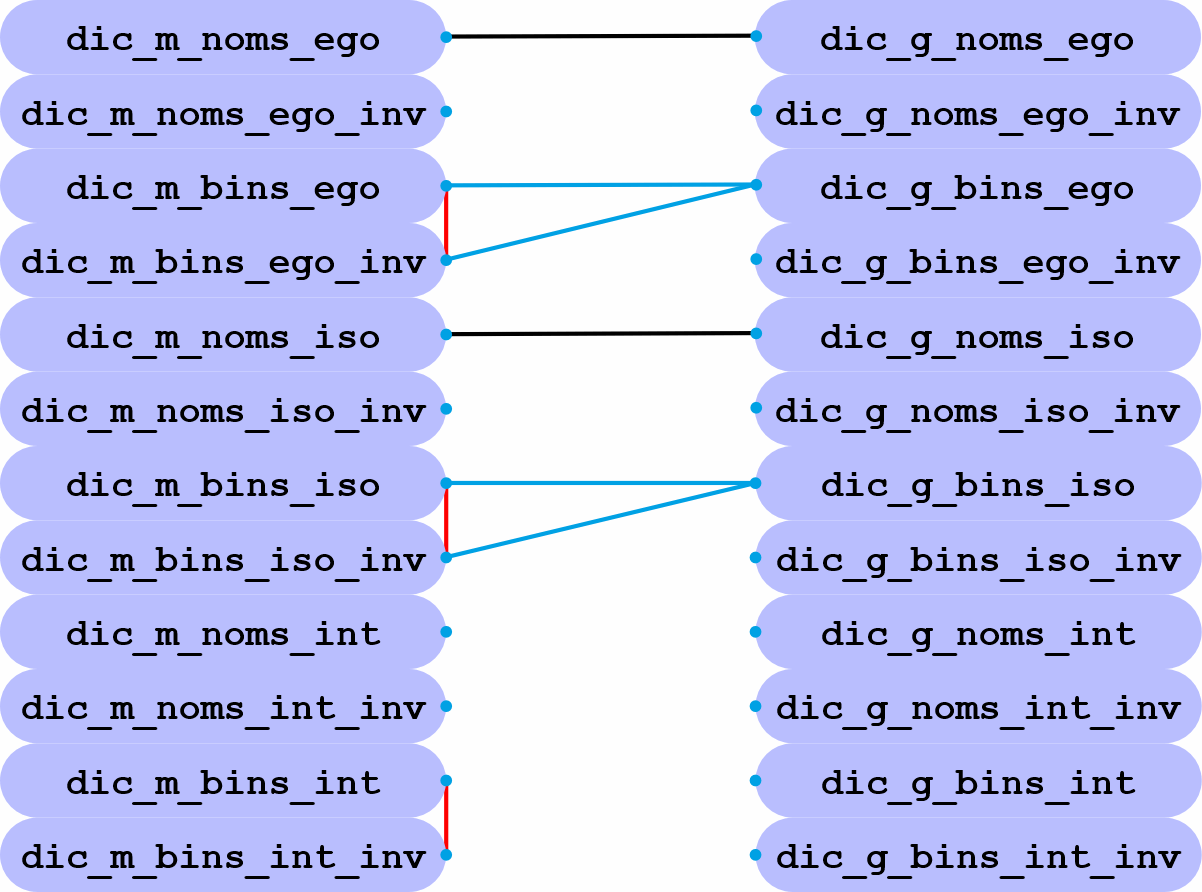 dic_m_noms_ego dic_g_noms_ego
dic_m_noms_ego_inv dic_g_noms_ego_inv
dic_m_bins_ego dic_g_bins_ego
dic_m_bins_ego_inv dic_g_bins_ego_inv
dic_m_noms_iso dic_g_noms_iso
dic_m_noms_iso_inv dic_g_noms_iso_inv
dic_m_bins_iso dic_g_bins_iso
dic_m_bins_iso_inv dic_g_bins_iso_inv
dic_m_noms_int dic_g_noms_int
dic_m_noms_int_inv dic_g_noms_int_inv
dic_m_bins_int dic_g_bins_int
dic_m_bins_int_inv dic_g_bins_int_inv